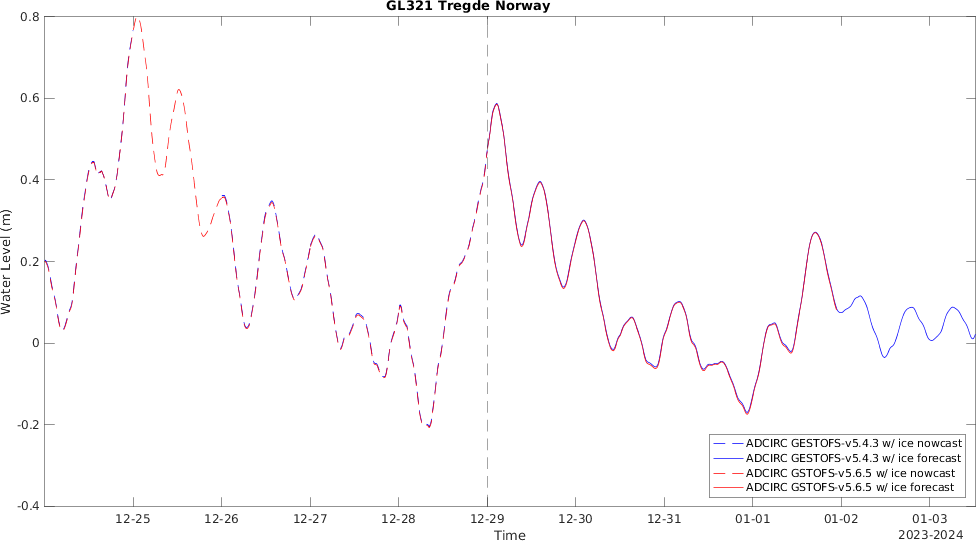 GL321 Tregde Norway
0.8
0.6
0.4
0.2
0
-0.2
-0.4
Water Level (m)
12-25 12-26 12-27 12-28 12-29 12-30 12-31 01-01 01-02 01-03
Time
2023-2024
ADCIRC GESTOFS-v5.4.3 w/ ice nowcast
ADCIRC GESTOFS-v5.4.3 w/ ice forecast
ADCIRC GSTOFS-v5.6.5 w/ ice nowcast
ADCIRC GSTOFS-v5.6.5 w/ ice forecast